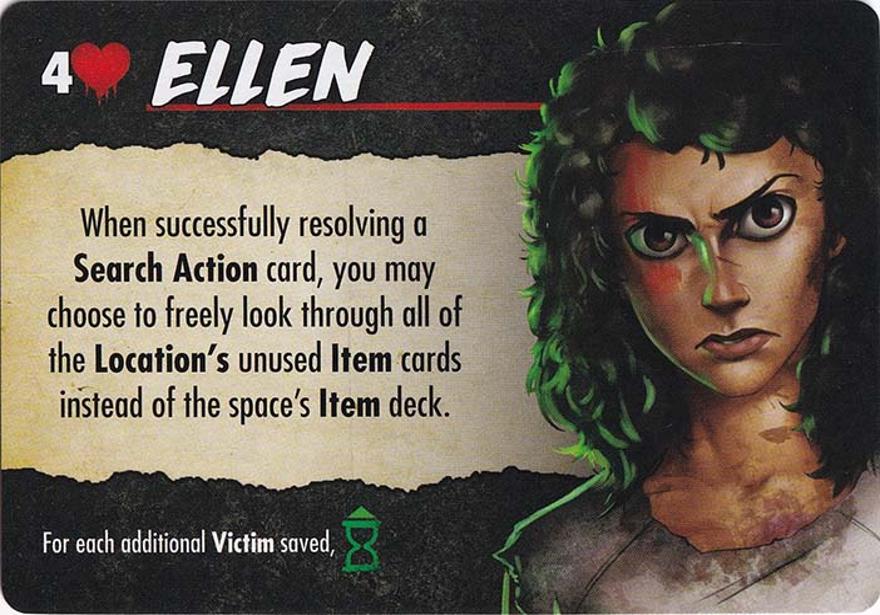 4 ELLEN
When successfully resolving a
Search Action card, you may
choose to freely look through all of
the Location's unused Item cards
instead of the space's Item deck.
For each additional Victim saved,